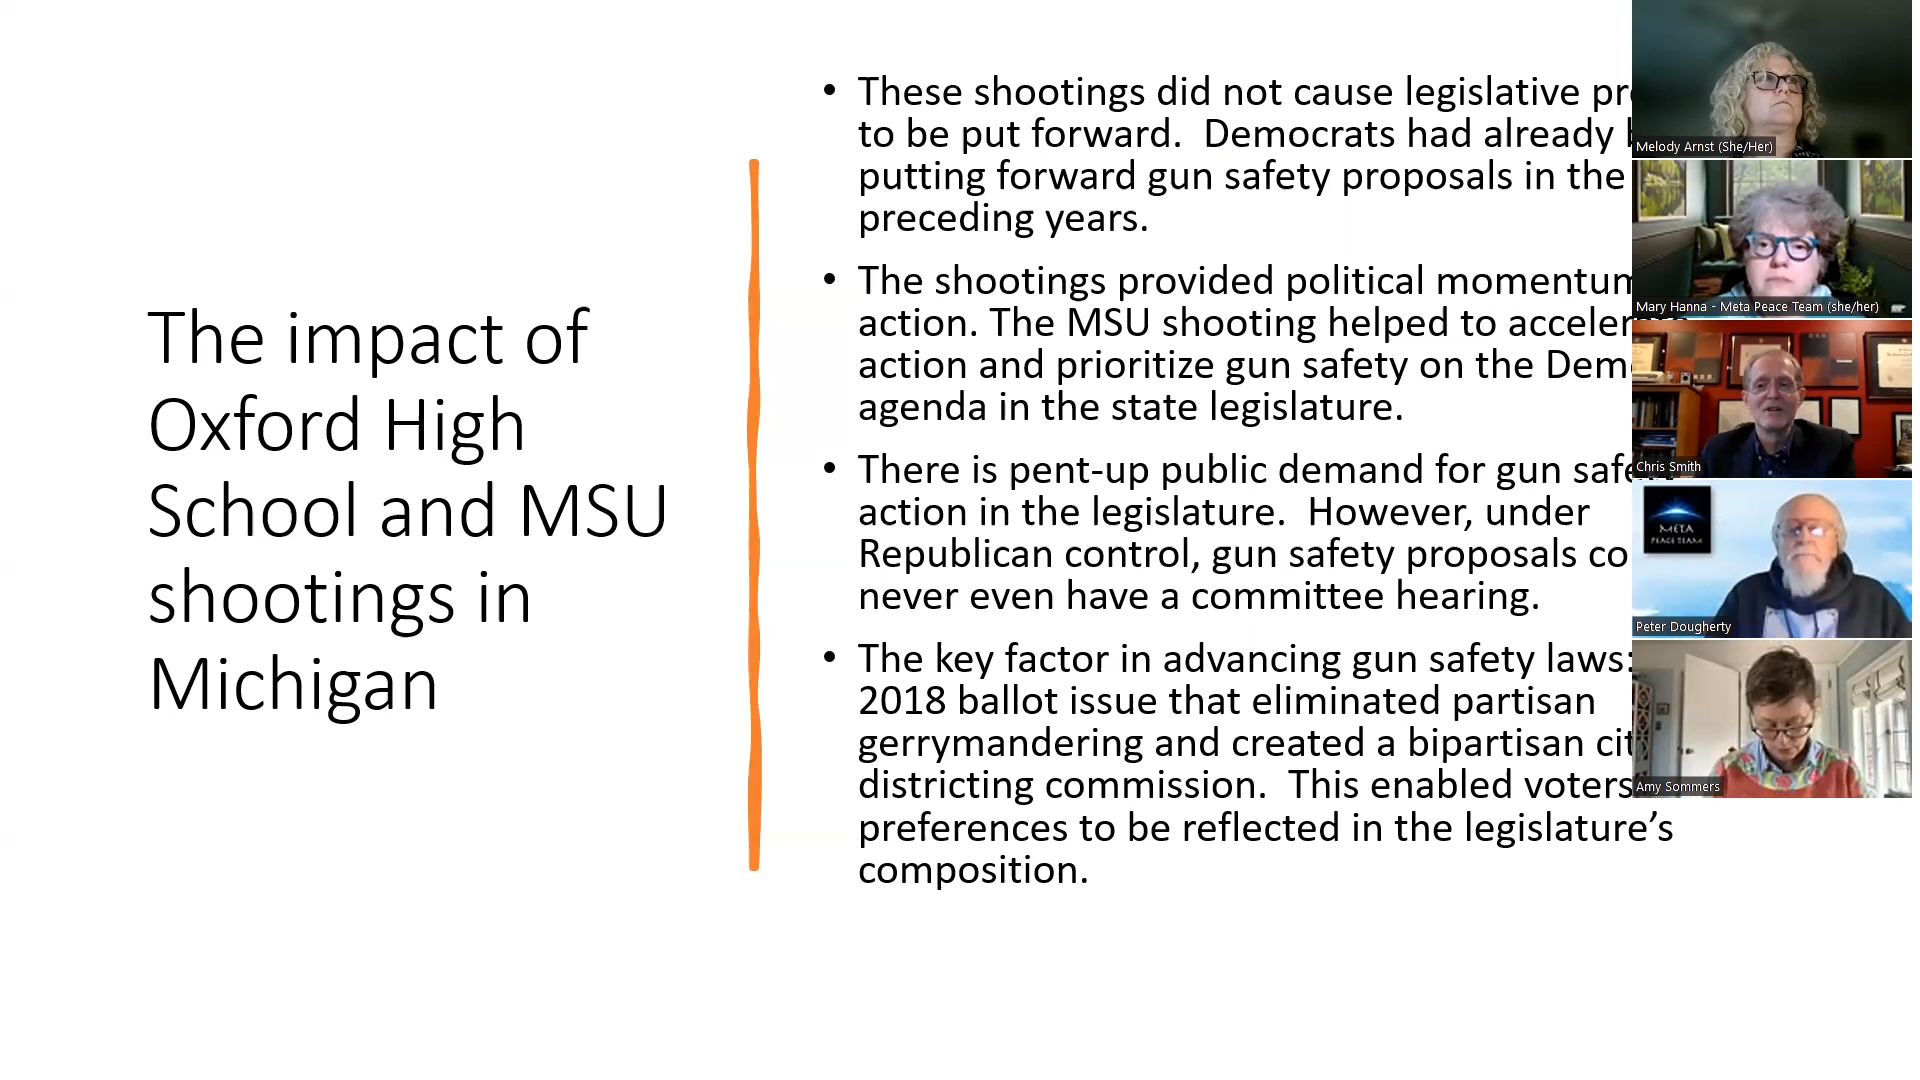 The impact of
Oxford High
School and MSU
shootings in
Michigan
• These shootings did not cause legislative
to be put forward. Democrats had already
putting forward gun safety proposals in the
preceding years.
• The shootings provided political momentum
action. The MSU shooting helped to
action and prioritize gun safety on the
agenda in the state legislature.
• There is pent-up public demand for gun
action in the legislature. However, under
Republican control, gun safety proposals
never even have a committee hearing.
• The key factor in advancing gun safety laws:
2018 ballot issue that eliminated partisan
gerrymandering and created a bipartisan
districting commission. This enabled voters
preferences to be reflected in the legislature’s
composition.
Melody Arnst (She/Her)
Mary Hanna - Meta Peace Team (she/her)
Chris Smith
META
PEACE TEAM
Peter Dougherty
Amy Sommers